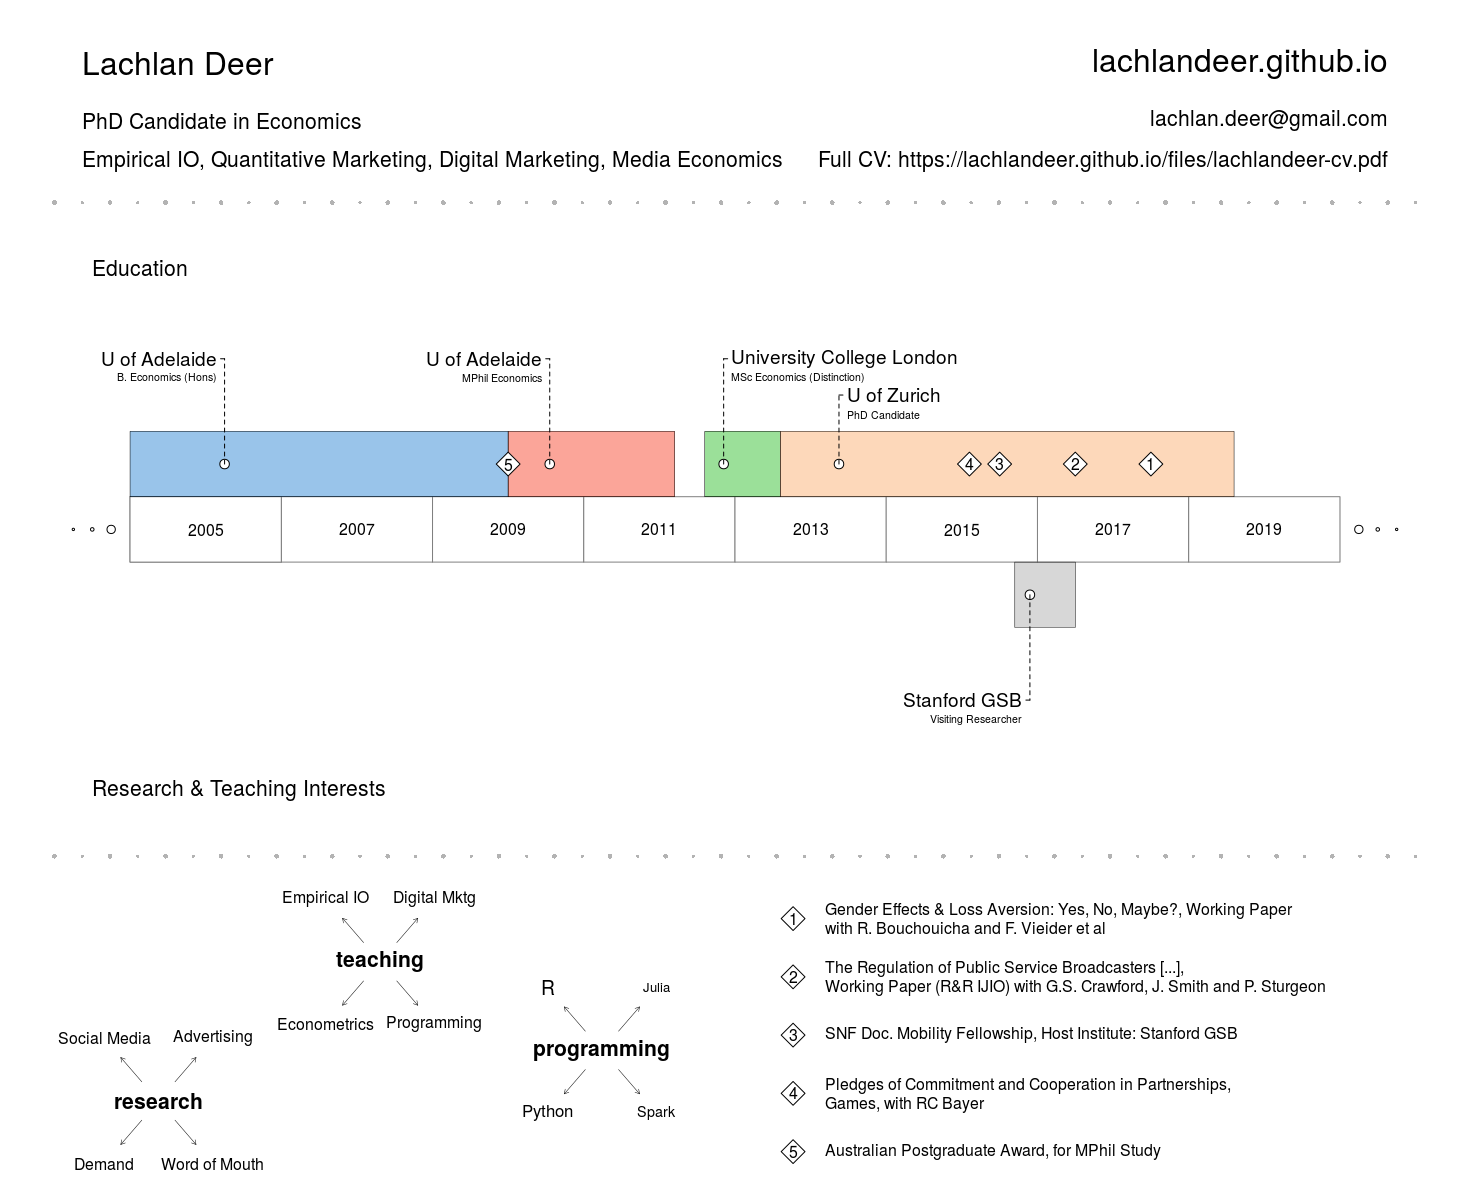 Lachlan Deer
lachlandeer.github.io
PhD Candidate in Economics
lachlan.deer@gmail.com
Empirical IO, Quantitative Marketing, Digital Marketing, Media Economics
Full CV: https://lachlandeer.github.io/files/lachlandeer-cv.pdf
Education
U of Adelaide
B. Economics (Hons)
U of Adelaide
MPhil Economics
University College London
MSc Economics (Distinction)
U of Zurich
PhD Candidate
5
4
3
2
1
2005
2007
2009
2011
2013
2015
2017
2019
Stanford GSB
Visiting Researcher
Research & Teaching Interests
Empirical IO
Digital Mktg
teaching
Econometrics
Programming
Social Media
Advertising
research
Demand
Word of Mouth
R
Julia
programming
Python
Spark
1
Gender Effects & Loss Aversion: Yes, No, Maybe?, Working Paper
with R. Bouchouicha and F. Vieider et al
2
The Regulation of Public Service Broadcasters [...],
Working Paper (R&R IJIO) with G.S. Crawford, J. Smith and P. Sturgeon
3
SNF Doc. Mobility Fellowship, Host Institute: Stanford GSB
4
Pledges of Commitment and Cooperation in Partnerships,
Games, with RC Bayer
5
Australian Postgraduate Award, for MPhil Study